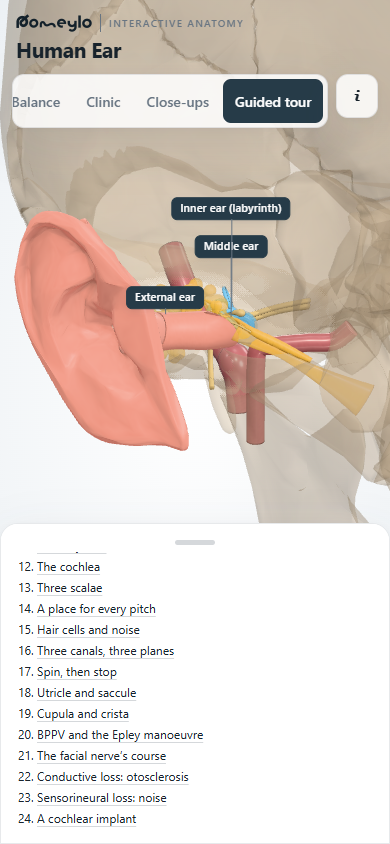 Domeylo | INTERACTIVE ANATOMY
Human Ear
Balance Clinic Close-ups Guided tour i
Inner ear (labyrinth)
Middle ear
External ear
12. The cochlea
13. Three scalae
14. A place for every pitch
15. Hair cells and noise
16. Three canals, three planes
17. Spin, then stop
18. Utricle and saccule
19. Cupula and crista
20. BPPV and the Epley manoeuvre
21. The facial nerve's course
22. Conductive loss: otosclerosis
23. Sensorineural loss: noise
24. A cochlear implant